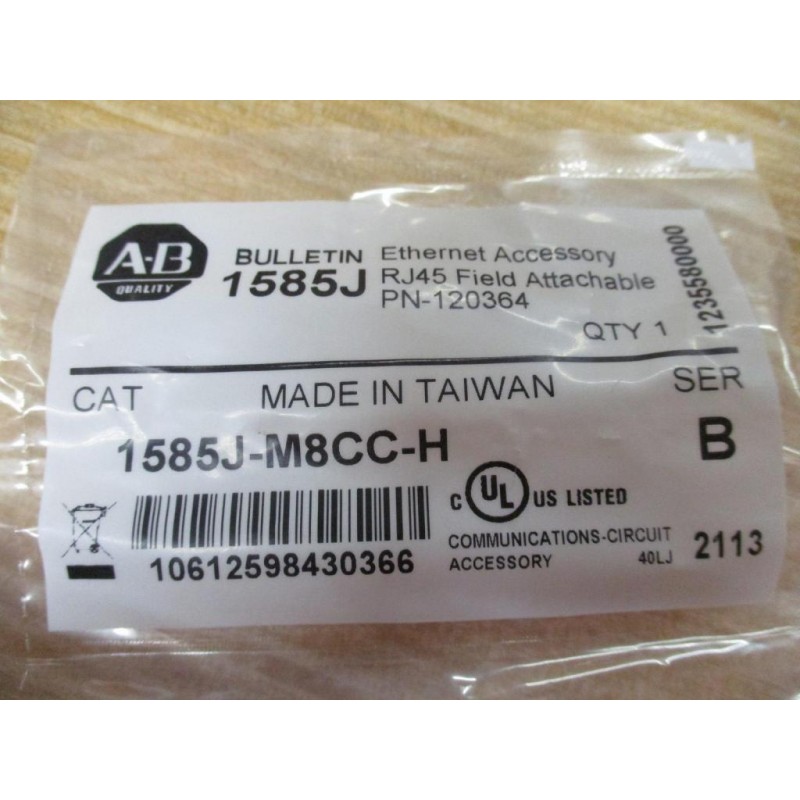 A-B
QUALITY
BULLETIN
1585J
Ethernet Accessory
RJ45 Field Attachable
PN-120364
QTY 1
1235580000
CAT
MADE IN TAIWAN
SER
1585J-M8CC-H
B
C UL US LISTED
10612598430366
COMMUNICATIONS-CIRCUIT
ACCESSORY 40LJ
2113